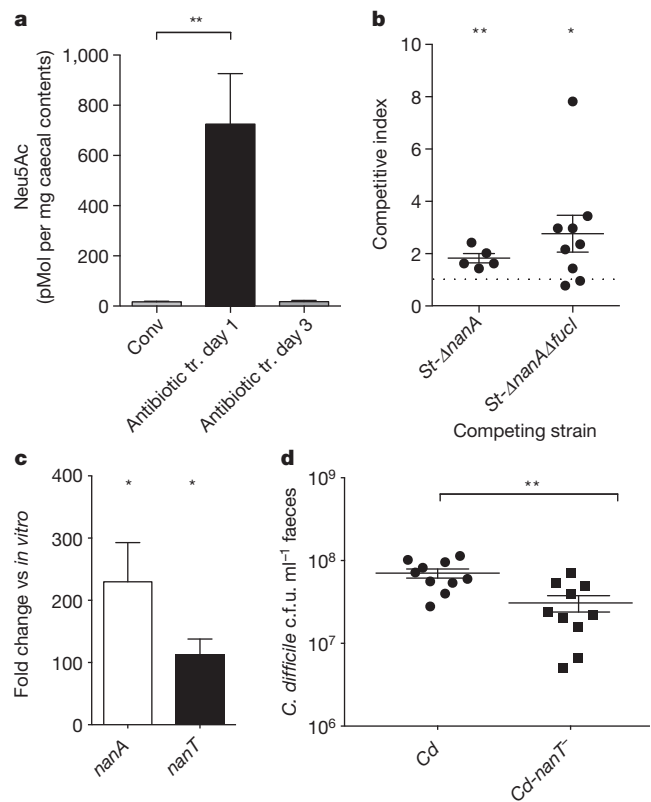 a
**
1,000
800
600
400
200
0
Neu5Ac
(pMol per mg caecal contents)
Conv
Antibiotic tr. day 1
Antibiotic tr. day 3
b
** *
10
8
6
4
2
0
Competitive index
St-ΔnanA
St-ΔnanAΔfucI
Competing strain
c
* *
400
300
200
100
0
Fold change vs in vitro
nanA
nanT
d
**
10⁹
10⁸
10⁷
10⁶
C. difficile c.f.u. ml⁻¹ faeces
Cd
Cd-nanT⁻